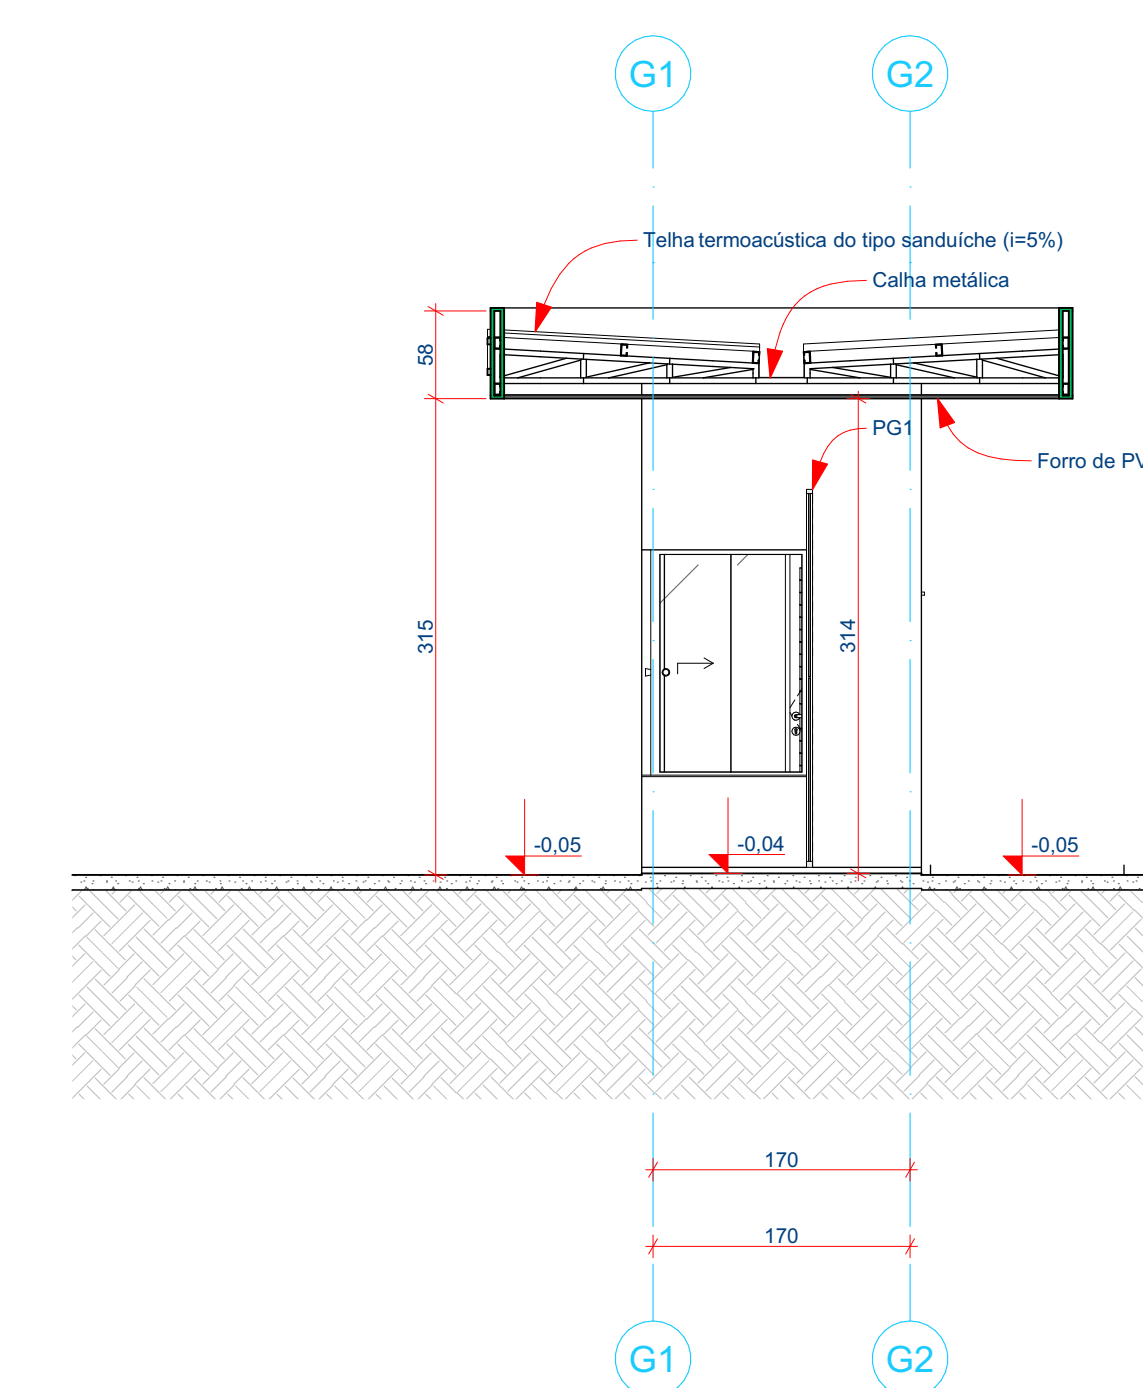 G1
G2
Telha termoacústica do tipo sanduíche (i=5%)
Calha metálica
58
PG1
Forro de PV
315
314
-0,05
-0,04
-0,05
170
170
G1
G2